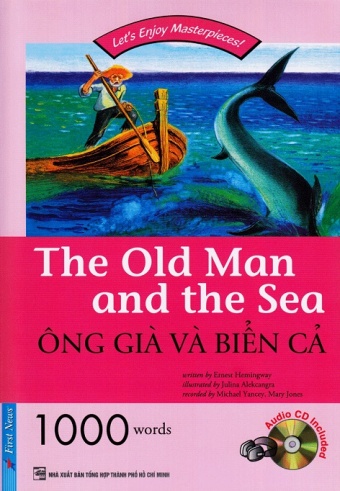 Let's Enjoy Masterpieces!
The Old Man
and the Sea
ÔNG GIÀ VÀ BIỂN CẢ
written by Ernest Hemingway
illustrated by Julina Alekcangra
recorded by Michael Yancey, Mary Jones
Audio CD Included
1000 words
First News
NHÀ XUẤT BẢN TỔNG HỢP THÀNH PHỐ HỒ CHÍ MINH